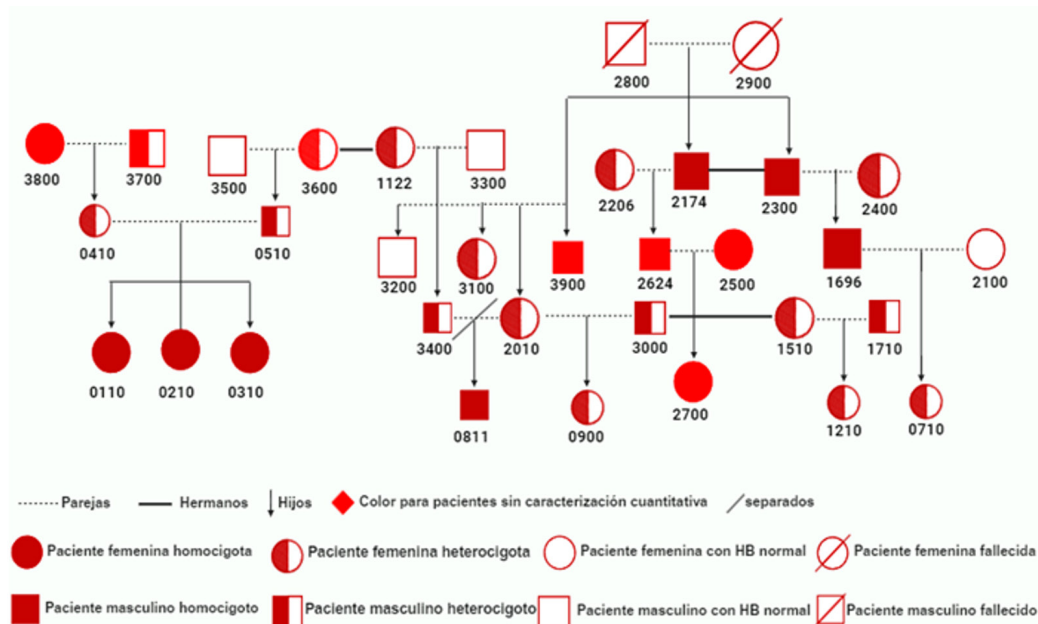 2800 2900
3800 3700 3500 3600 1122 3300
2206 2174 2300 2400
0410 0510
3200 3100 3900 2624 2500 1696 2100
3400 2010 3000 1510 1710
0110 0210 0310
0811 0900 2700 1210 0710
Parejas Hermanos Hijos Color para pacientes sin caracterización cuantitativa separados
Paciente femenina homocigota Paciente femenina heterocigota Paciente femenina con HB normal Paciente femenina fallecida
Paciente masculino homocigoto Paciente masculino heterocigoto Paciente masculino con HB normal Paciente masculino fallecido